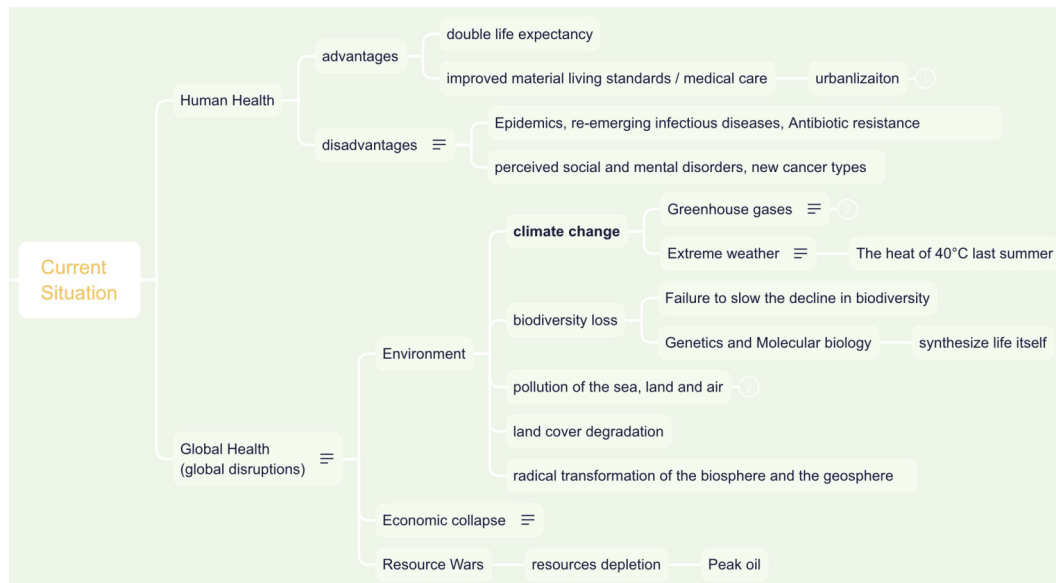 Current
Situation
Human Health
advantages
double life expectancy
improved material living standards / medical care
urbanlizaiton
disadvantages
Epidemics, re-emerging infectious diseases, Antibiotic resistance
perceived social and mental disorders, new cancer types
Global Health
(global disruptions)
Environment
climate change
Greenhouse gases
Extreme weather
The heat of 40°C last summer
biodiversity loss
Failure to slow the decline in biodiversity
Genetics and Molecular biology
synthesize life itself
pollution of the sea, land and air
land cover degradation
radical transformation of the biosphere and the geosphere
Economic collapse
Resource Wars
resources depletion
Peak oil